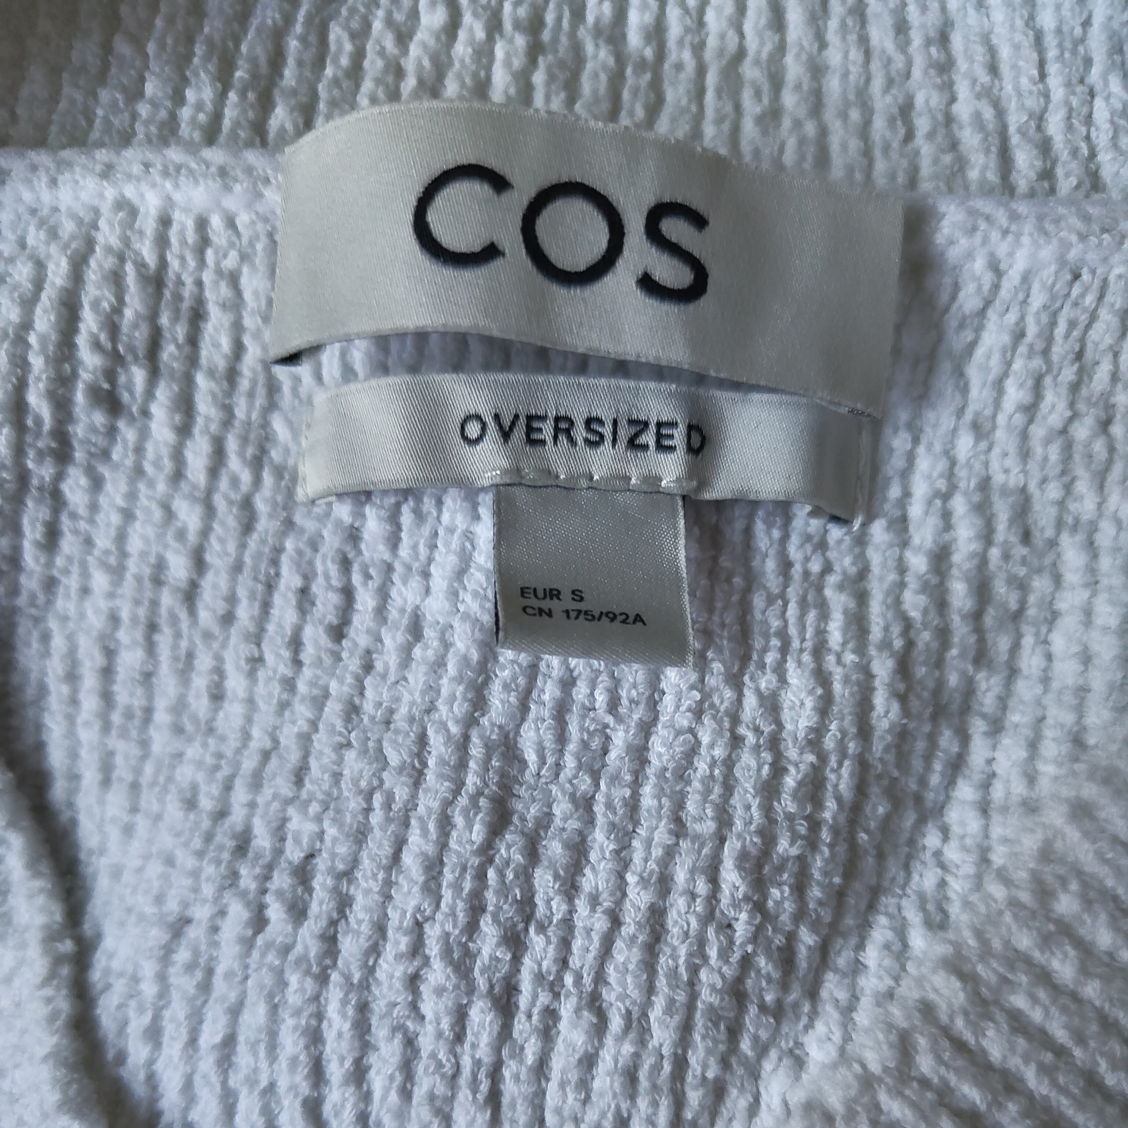 COS
OVERSIZED
EUR S
CN 175/92A